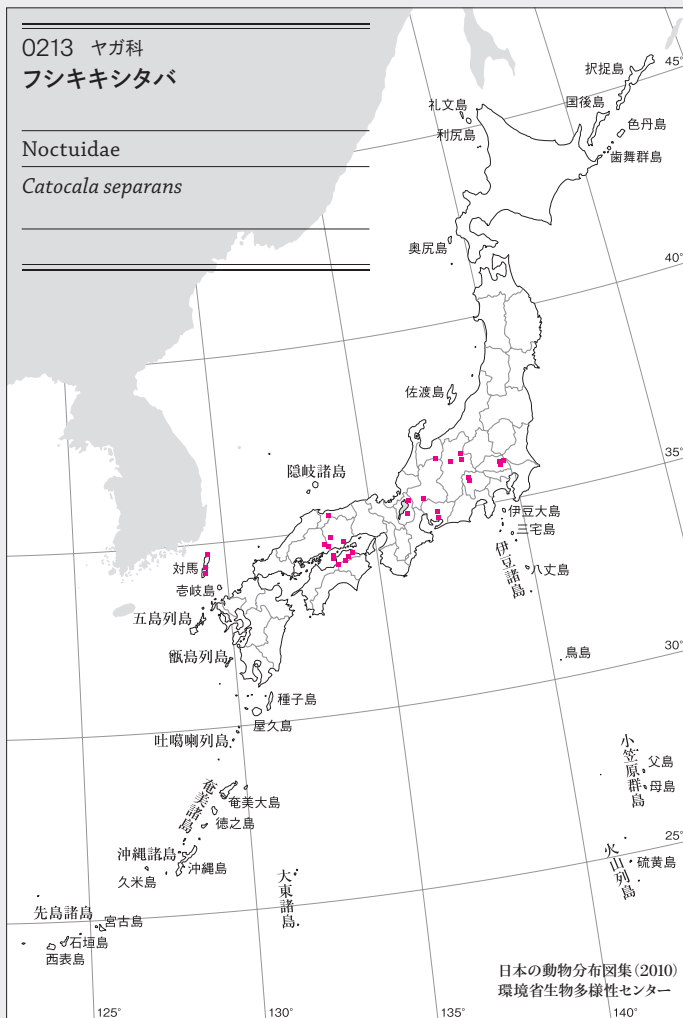 0213 ヤガ科
フシキキシタバ
Noctuidae
Catocala separans
択捉島
45°
礼文島
国後島
利尻島
色丹島
歯舞群島
奥尻島
40°
佐渡島
35°
隠岐諸島
伊豆大島
三宅島
伊豆諸島
八丈島
対馬
壱岐島
五島列島
甑島列島
鳥島
30°
種子島
屋久島
吐噶喇列島
小笠原群島
父島
母島
奄美諸島
奄美大島
徳之島
25°
沖縄諸島
沖縄島
久米島
火山列島
硫黄島
大東諸島
先島諸島
宮古島
石垣島
西表島
日本の動物分布図集(2010)
環境省生物多様性センター
125°
130°
135°
140°